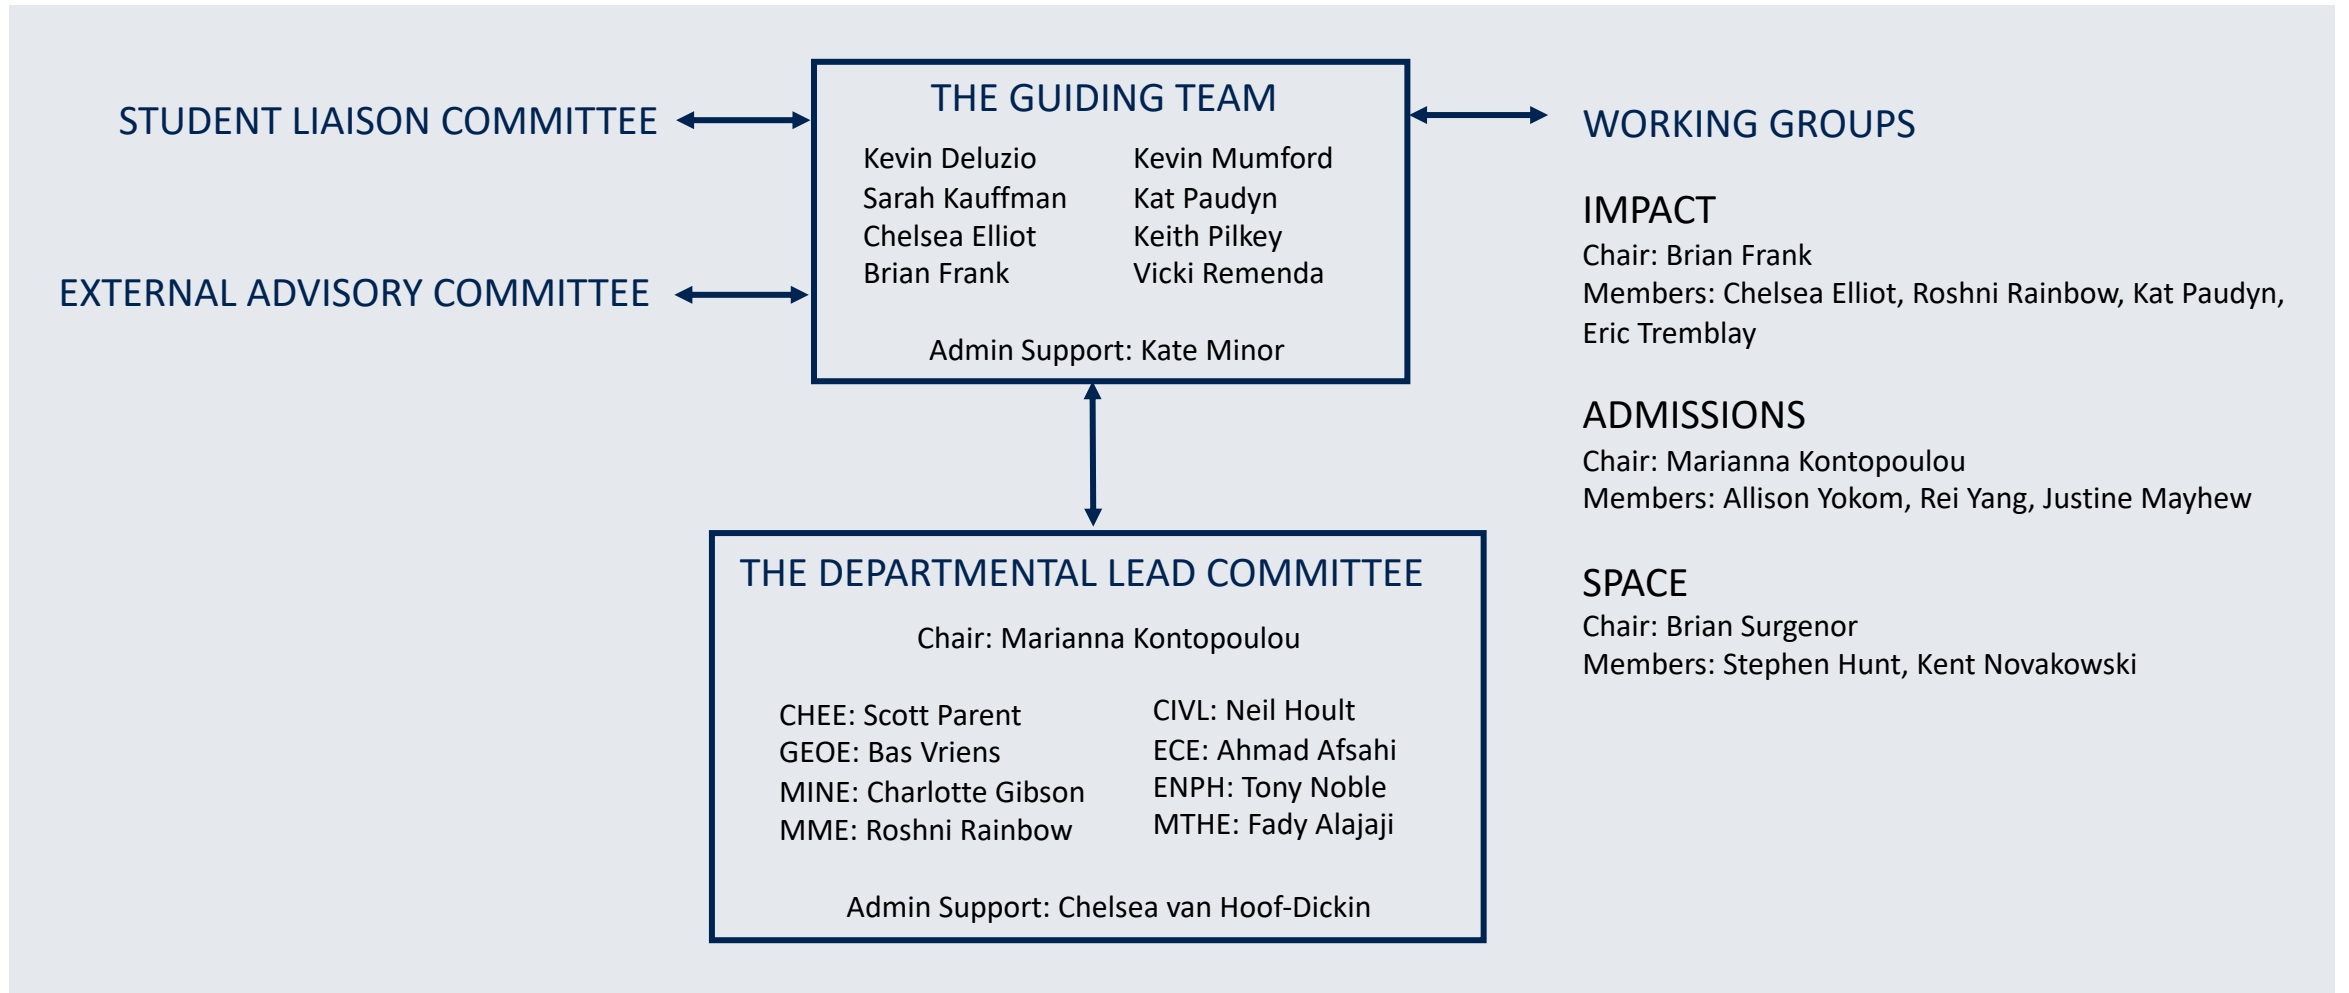 STUDENT LIAISON COMMITTEE
EXTERNAL ADVISORY COMMITTEE
THE GUIDING TEAM
Kevin Deluzio
Sarah Kauffman
Chelsea Elliot
Brian Frank
Kevin Mumford
Kat Paudyn
Keith Pilkey
Vicki Remenda
Admin Support: Kate Minor
THE DEPARTMENTAL LEAD COMMITTEE
Chair: Marianna Kontopoulou
CHEE: Scott Parent
GEOE: Bas Vriens
MINE: Charlotte Gibson
MME: Roshni Rainbow
CIVL: Neil Hoult
ECE: Ahmad Afsahi
ENPH: Tony Noble
MTHE: Fady Alajaji
Admin Support: Chelsea van Hoof-Dickin
WORKING GROUPS
IMPACT
Chair: Brian Frank
Members: Chelsea Elliot, Roshni Rainbow, Kat Paudyn,
Eric Tremblay
ADMISSIONS
Chair: Marianna Kontopoulou
Members: Allison Yokom, Rei Yang, Justine Mayhew
SPACE
Chair: Brian Surgenor
Members: Stephen Hunt, Kent Novakowski